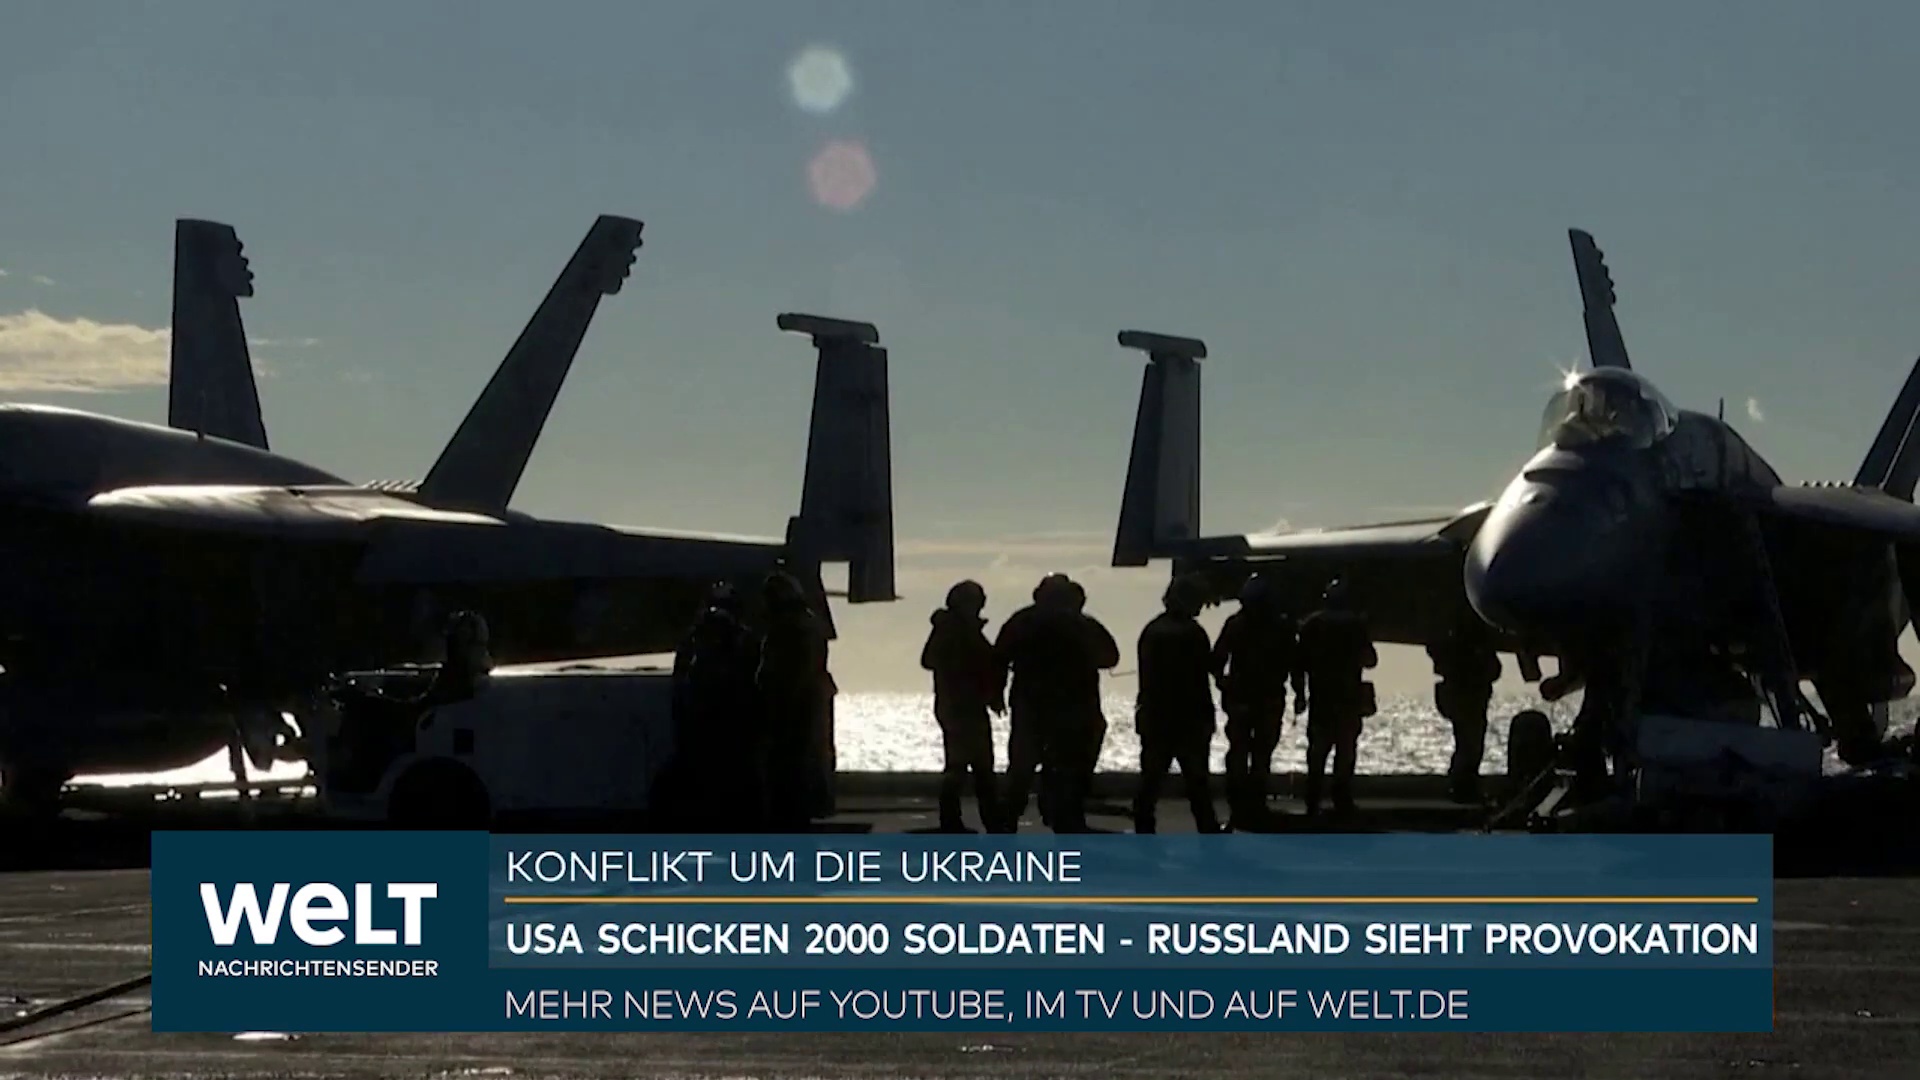 KONFLIKT UM DIE UKRAINE
WELT
NACHRICHTENSENDER
USA SCHICKEN 2000 SOLDATEN - RUSSLAND SIEHT PROVOKATION
MEHR NEWS AUF YOUTUBE, IM TV UND AUF WELT.DE